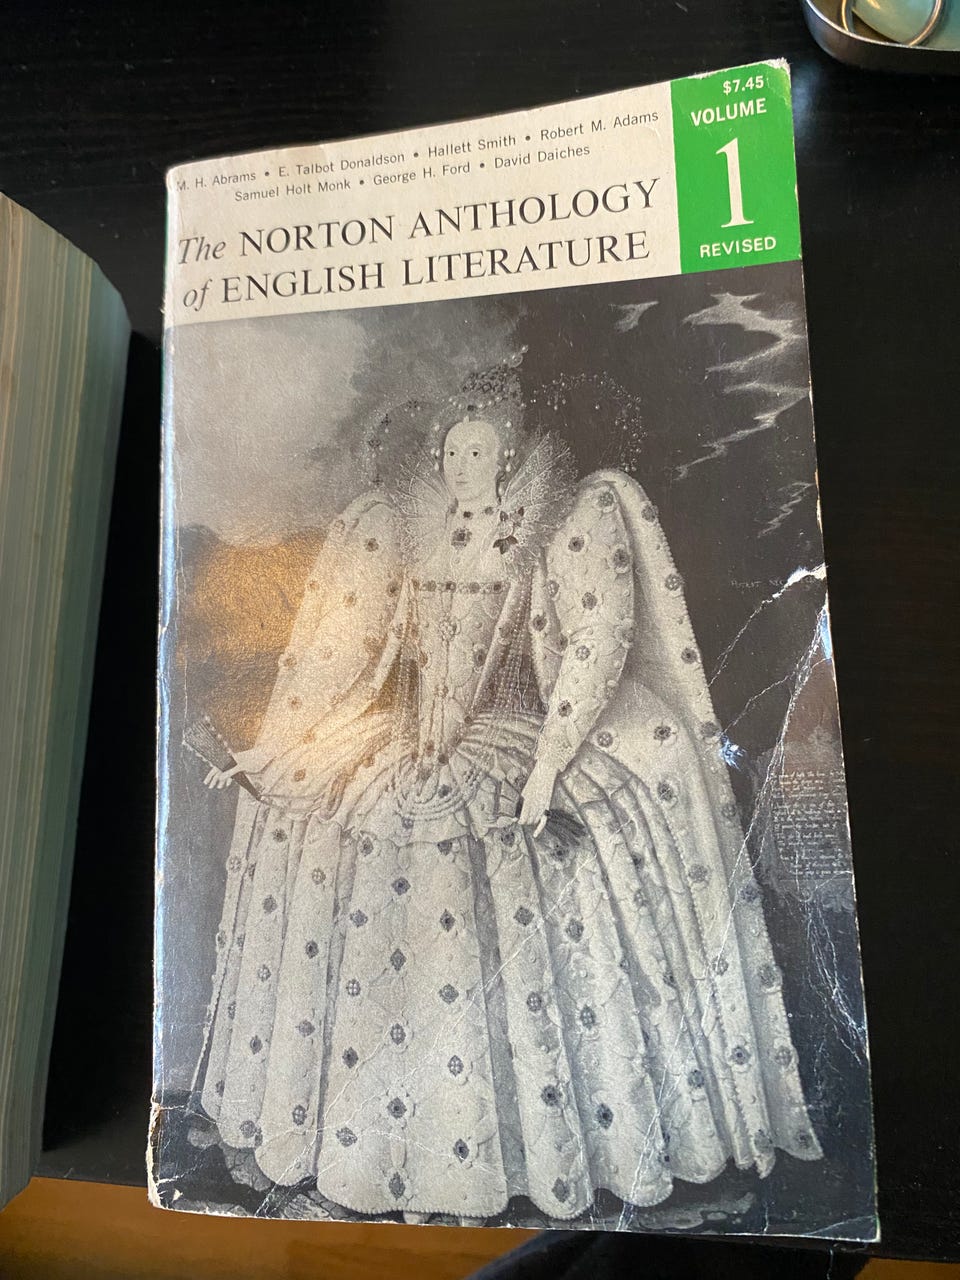 $7.45
VOLUME
1
REVISED
M. H. Abrams • E. Talbot Donaldson • Hallett Smith • Robert M. Adams
Samuel Holt Monk • George H. Ford • David Daiches
The NORTON ANTHOLOGY
of ENGLISH LITERATURE